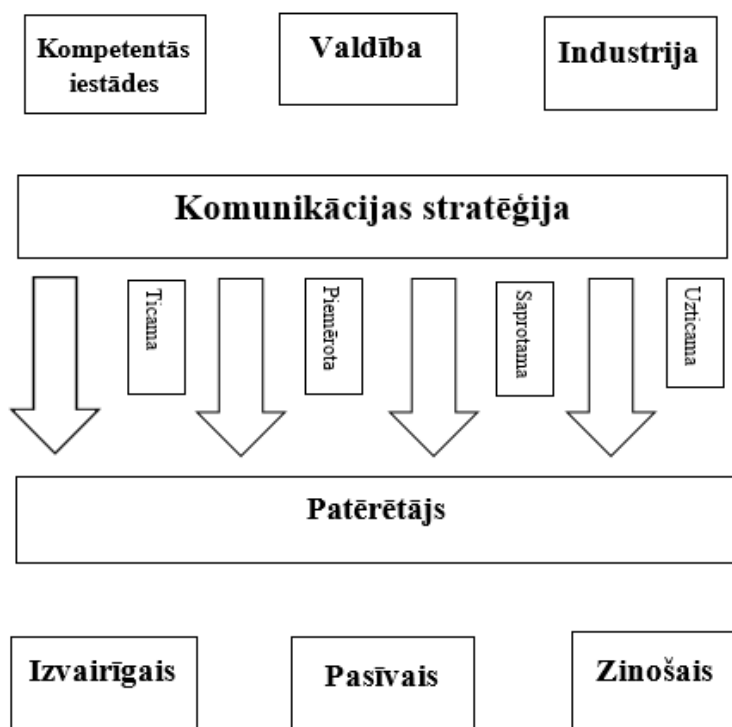 Kompetentās
iestādes
Valdība
Industrija
Komunikācijas stratēģija
Ticama
Piemērota
Saprotama
Uzticama
Patērētājs
Izvairīgais
Pasīvais
Zinošais